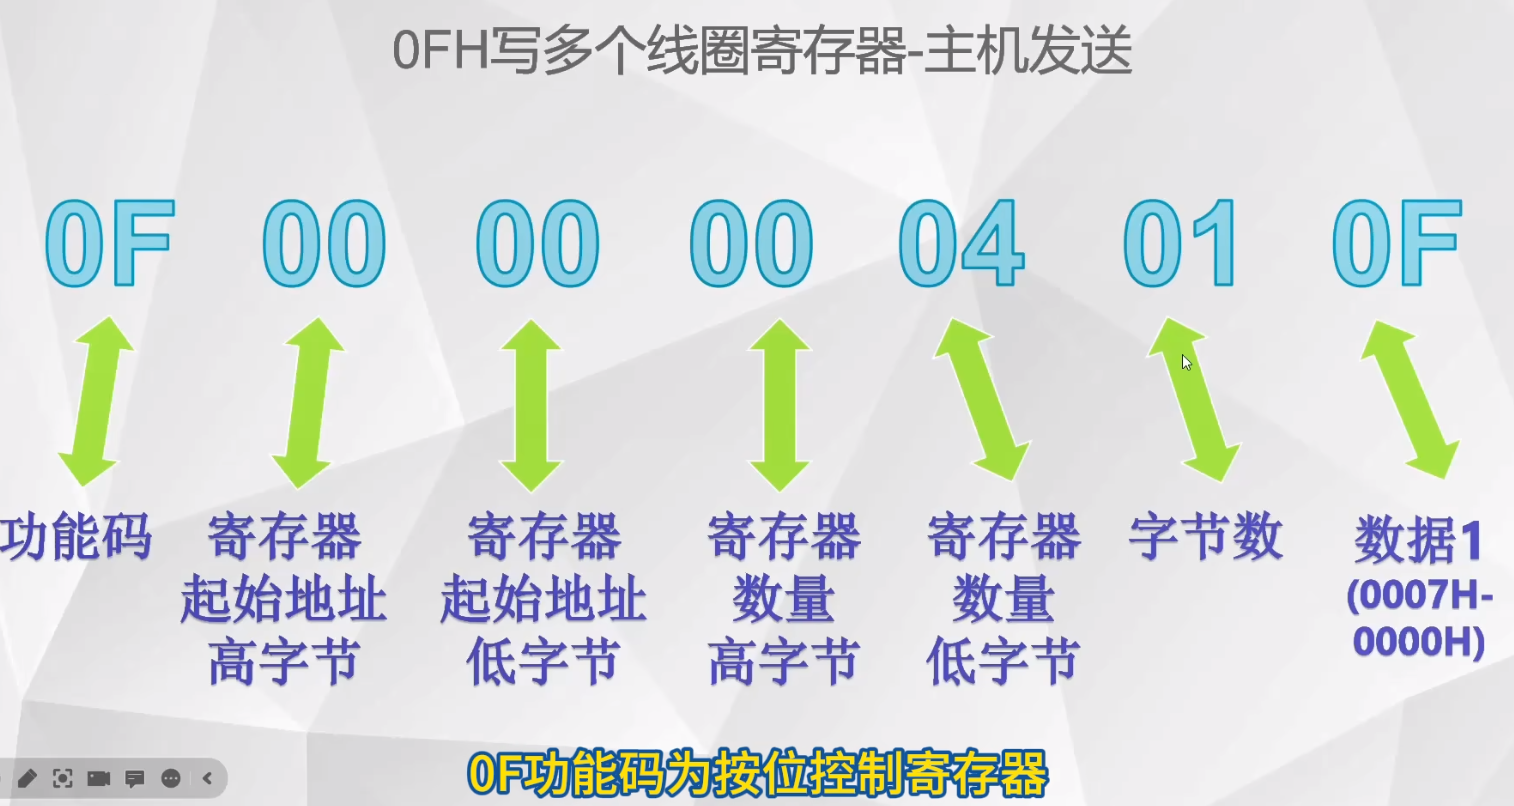 0FH写多个线圈寄存器-主机发送
0F 00 00 00 04 01 0F
功能码
寄存器
起始地址
高字节
寄存器
起始地址
低字节
寄存器
数量
高字节
寄存器
数量
低字节
字节数
数据1
(0007H-
0000H)
0F功能码为按位控制寄存器